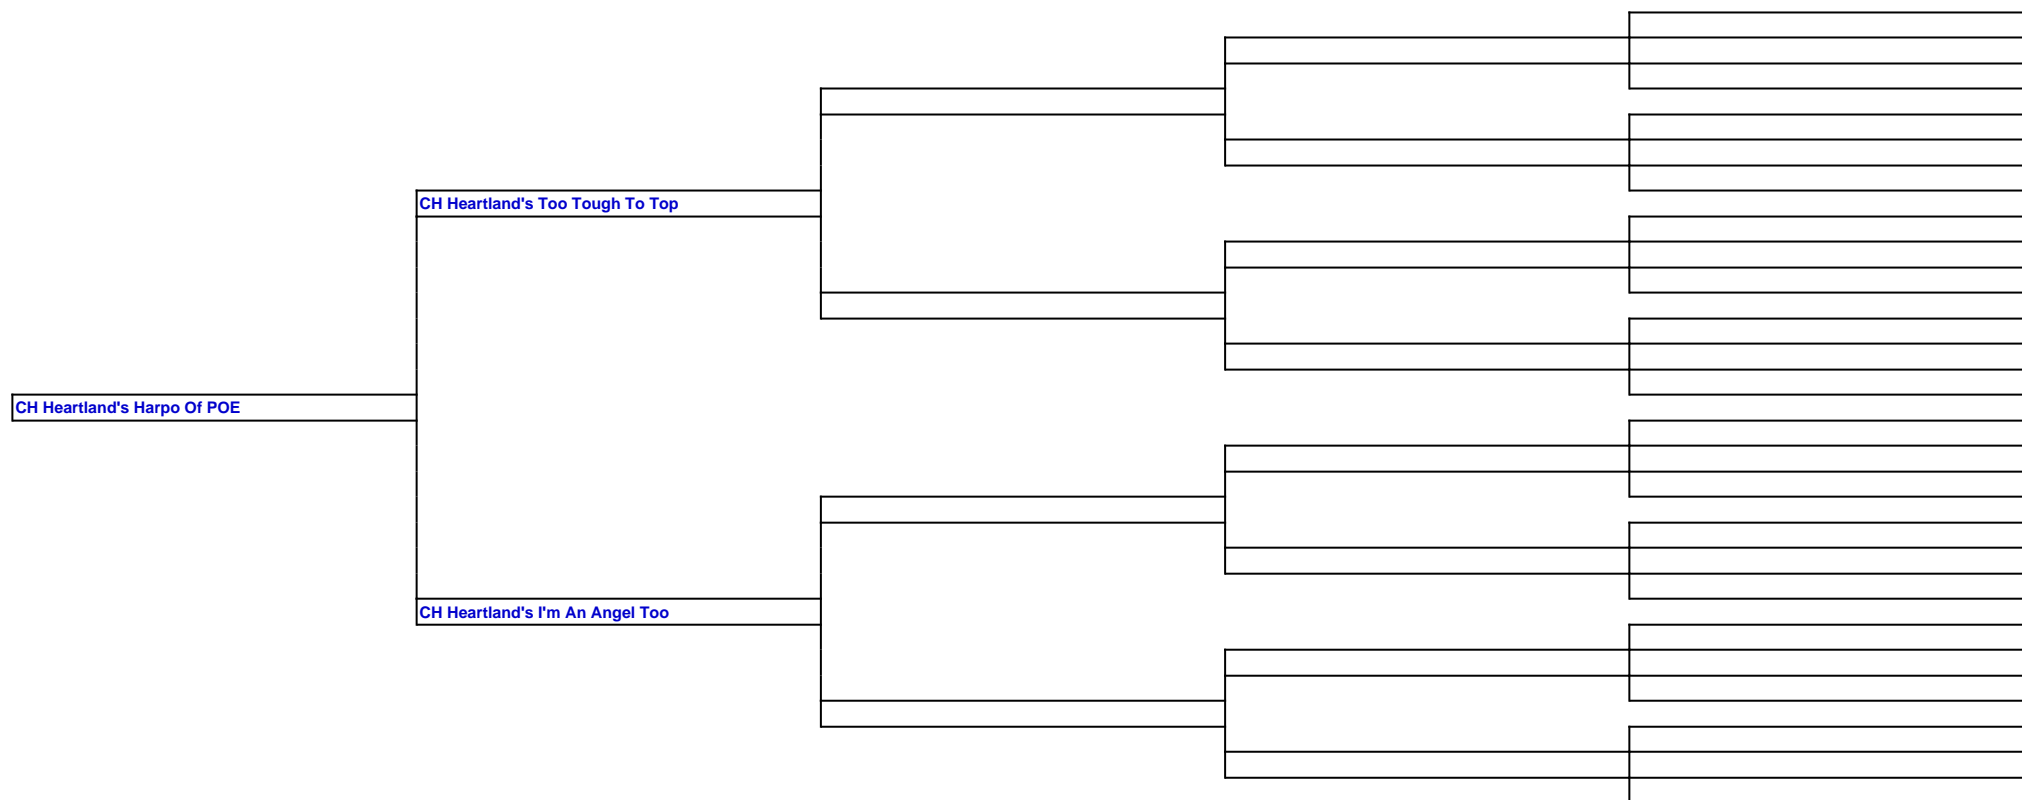 CH Heartland's Too Tough To Top
CH Heartland's Harpo Of POE
CH Heartland's I'm An Angel Too